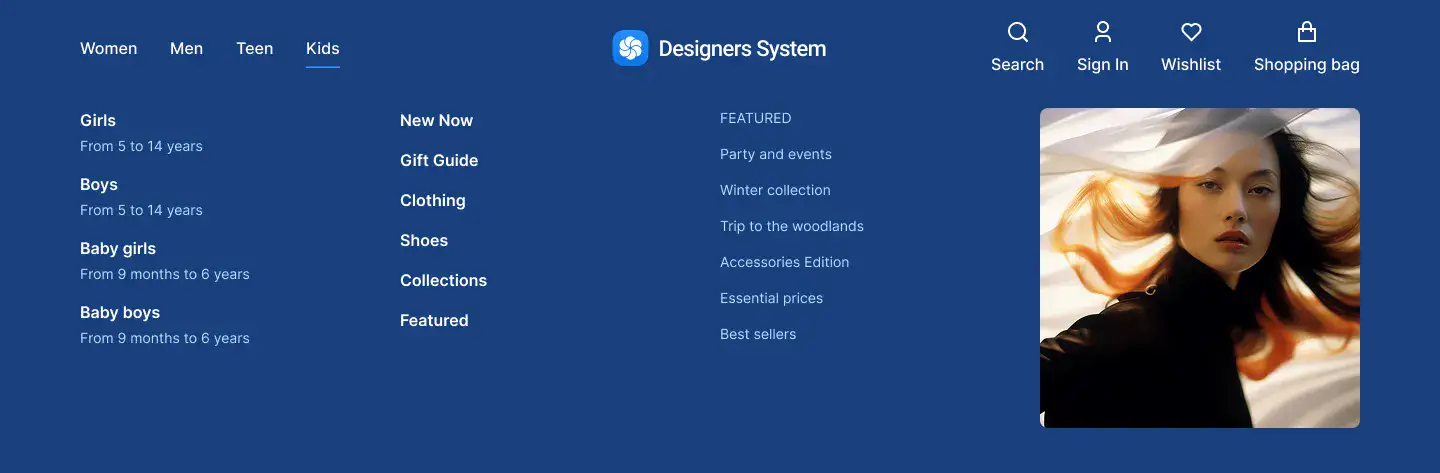 Women
Men
Teen
Kids
Designers System
Search
Sign In
Wishlist
Shopping bag
Girls
From 5 to 14 years
Boys
From 5 to 14 years
Baby girls
From 9 months to 6 years
Baby boys
From 9 months to 6 years
New Now
Gift Guide
Clothing
Shoes
Collections
Featured
FEATURED
Party and events
Winter collection
Trip to the woodlands
Accessories Edition
Essential prices
Best sellers